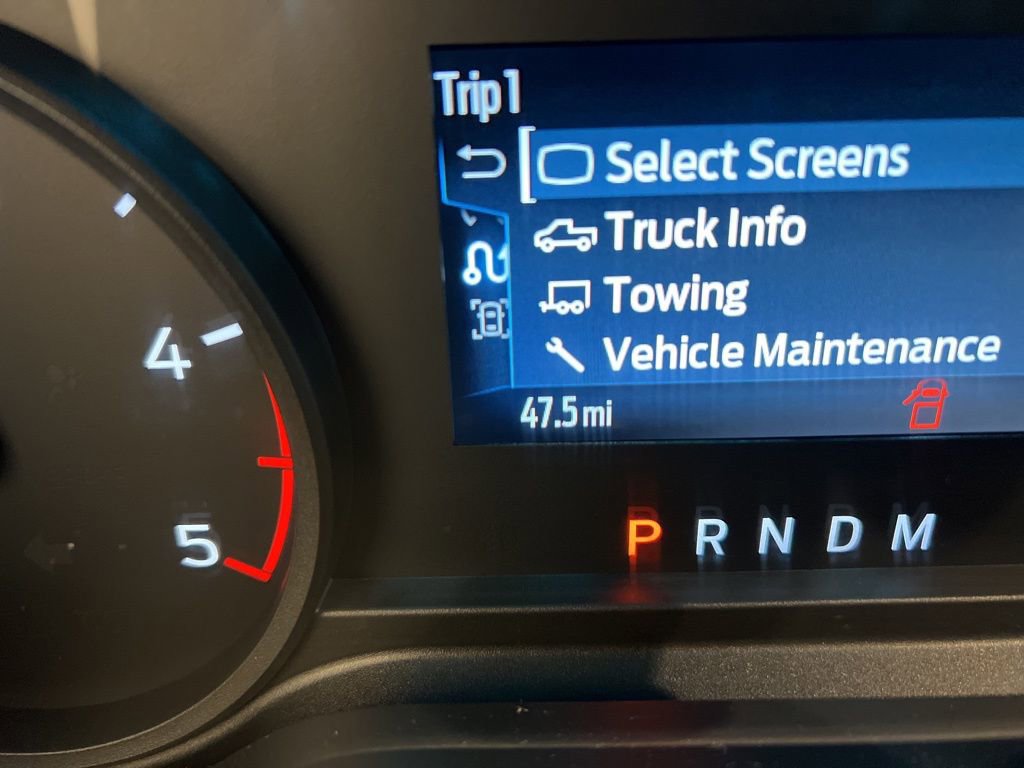 Trip 1
Select Screens
Truck Info
Towing
Vehicle Maintenance
47.5 mi
4
5
P R N D M